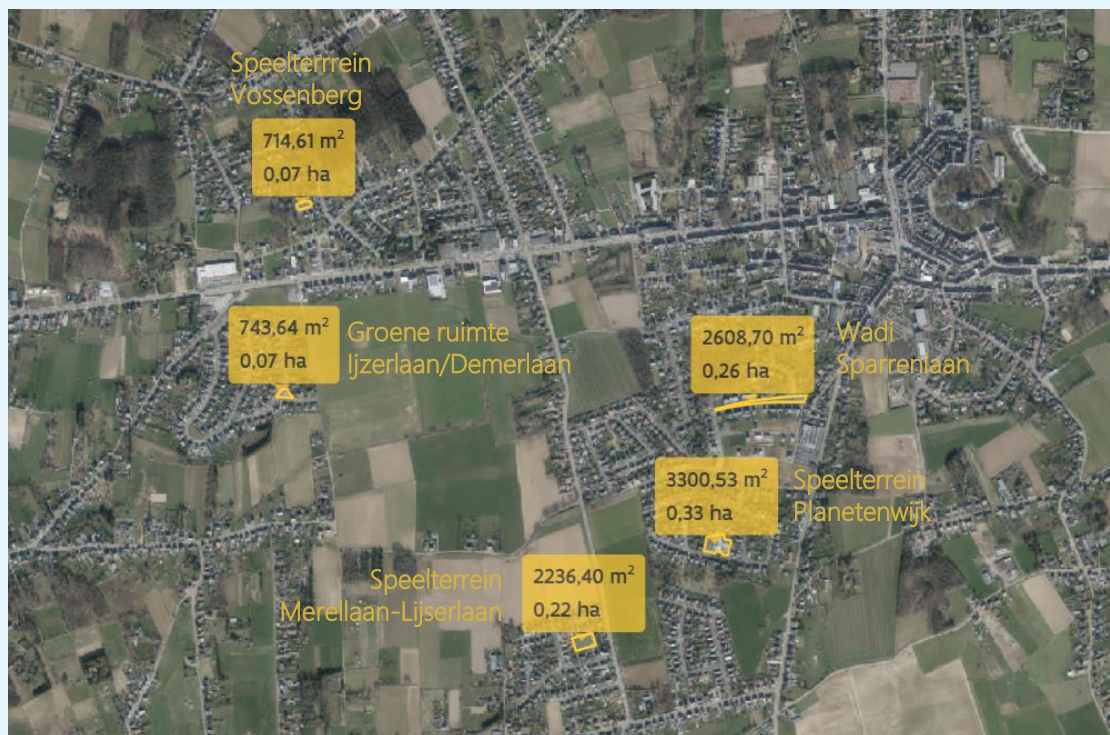 Speelterrrein
Vossenberg
714,61 m²
0,07 ha
743,64 m²
0,07 ha
Groene ruimte
Ijzerlaan/Demerlaan
2608,70 m²
0,26 ha
Wadi
Sparrenlaan
3300,53 m²
0,33 ha
Speelterrein
Planetenwijk
Speelterrein
Merellaan-Lijserlaan
2236,40 m²
0,22 ha